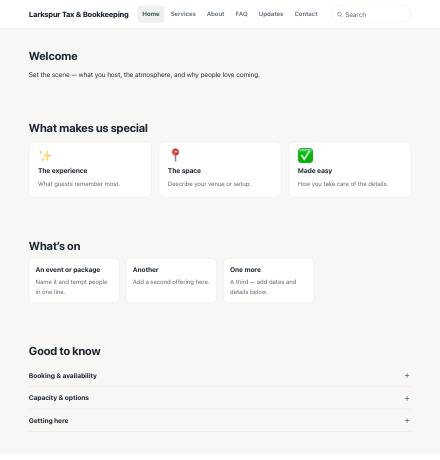 Larkspur Tax & Bookkeeping Home Services About FAQ Updates Contact Search
Welcome
Set the scene — what you host, the atmosphere, and why people love coming.
What makes us special
The experience
What guests remember most.
The space
Describe your venue or setup.
Made easy
How you take care of the details.
What's on
An event or package
Name it and tempt people
in one line.
Another
Add a second offering here.
One more
A third — add dates and
details below.
Good to know
Booking & availability +
Capacity & options +
Getting here +